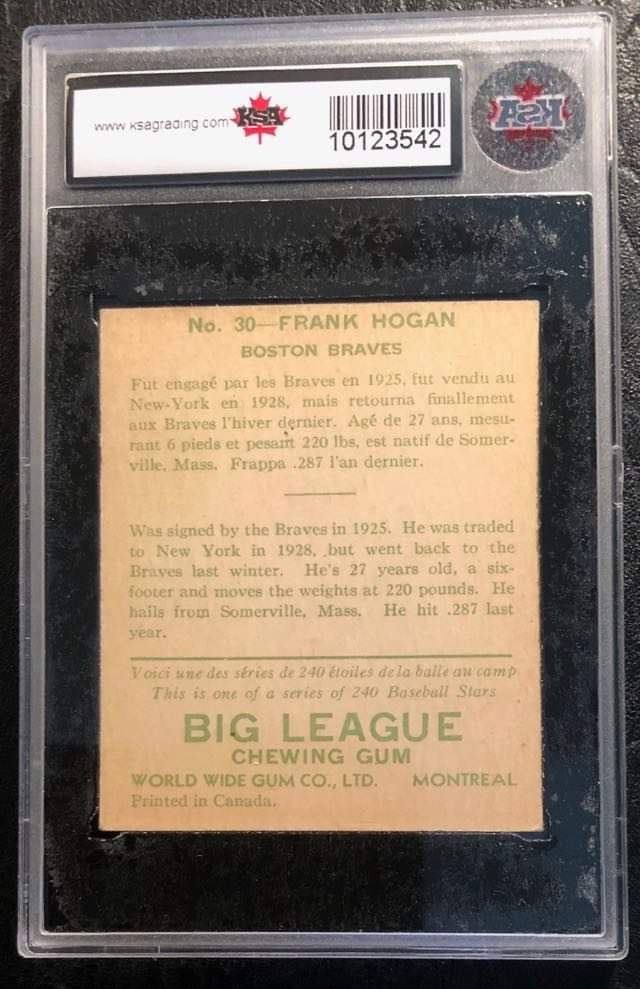 www.ksagrading.com KSA
10123542
KSA
No. 30—FRANK HOGAN
BOSTON BRAVES
Fut engagé par les Braves en 1925, fut vendu au
New-York en 1928, mais retourna finallement
aux Braves l'hiver dernier. Agé de 27 ans, mesu-
rant 6 pieds et pesant 220 lbs, est natif de Somer-
ville, Mass. Frappa .287 l'an dernier.
Was signed by the Braves in 1925. He was traded
to New York in 1928, but went back to the
Braves last winter. He's 27 years old, a six-
footer and moves the weights at 220 pounds. He
hails from Somerville, Mass. He hit .287 last
year.
Voici une des séries de 240 étoiles de la balle au camp
This is one of a series of 240 Baseball Stars
BIG LEAGUE
CHEWING GUM
WORLD WIDE GUM CO., LTD. MONTREAL
Printed in Canada.